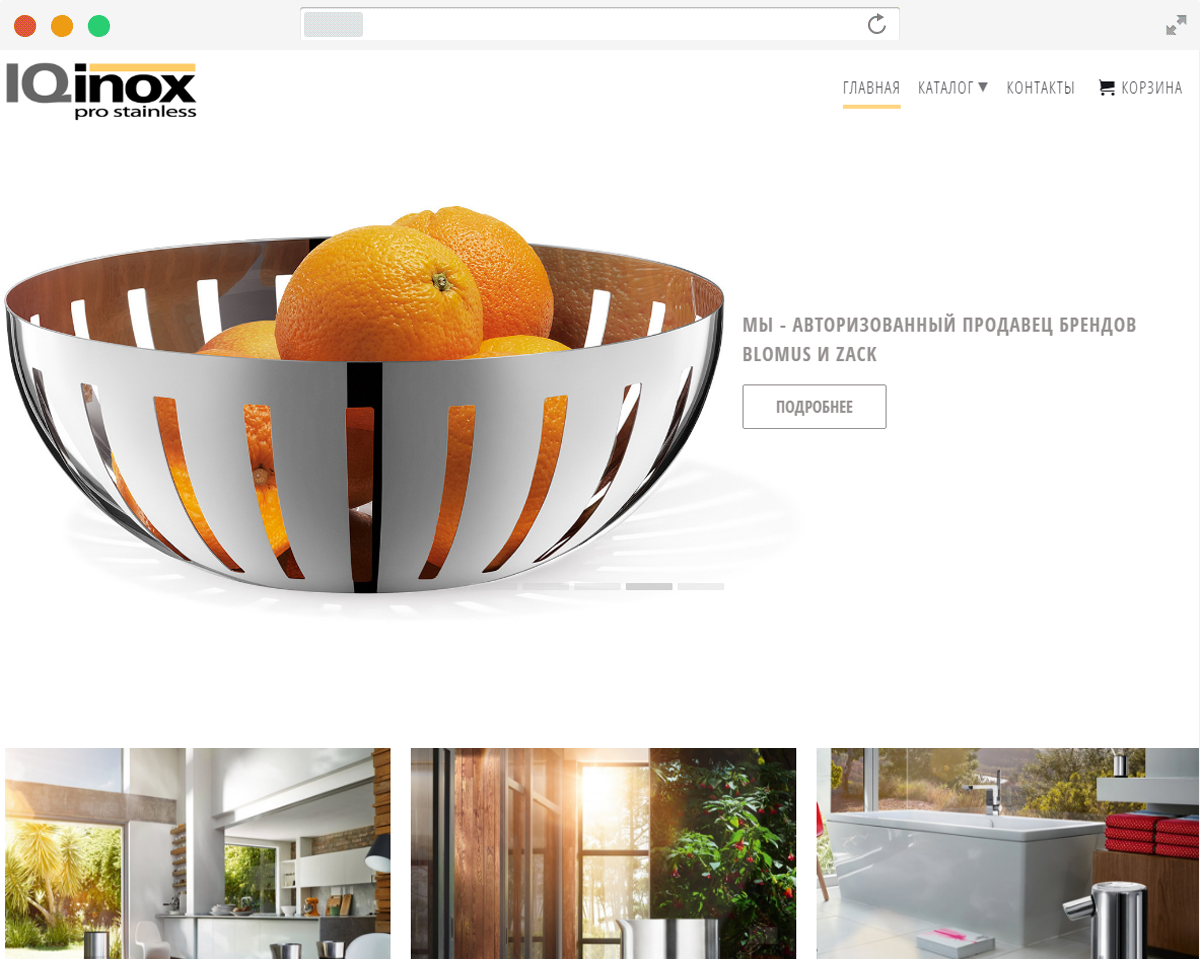 IQinox
pro stainless
ГЛАВНАЯ КАТАЛОГ ▼ КОНТАКТЫ КОРЗИНА
МЫ - АВТОРИЗОВАННЫЙ ПРОДАВЕЦ БРЕНДОВ
BLOMUS И ZACK
ПОДРОБНЕЕ